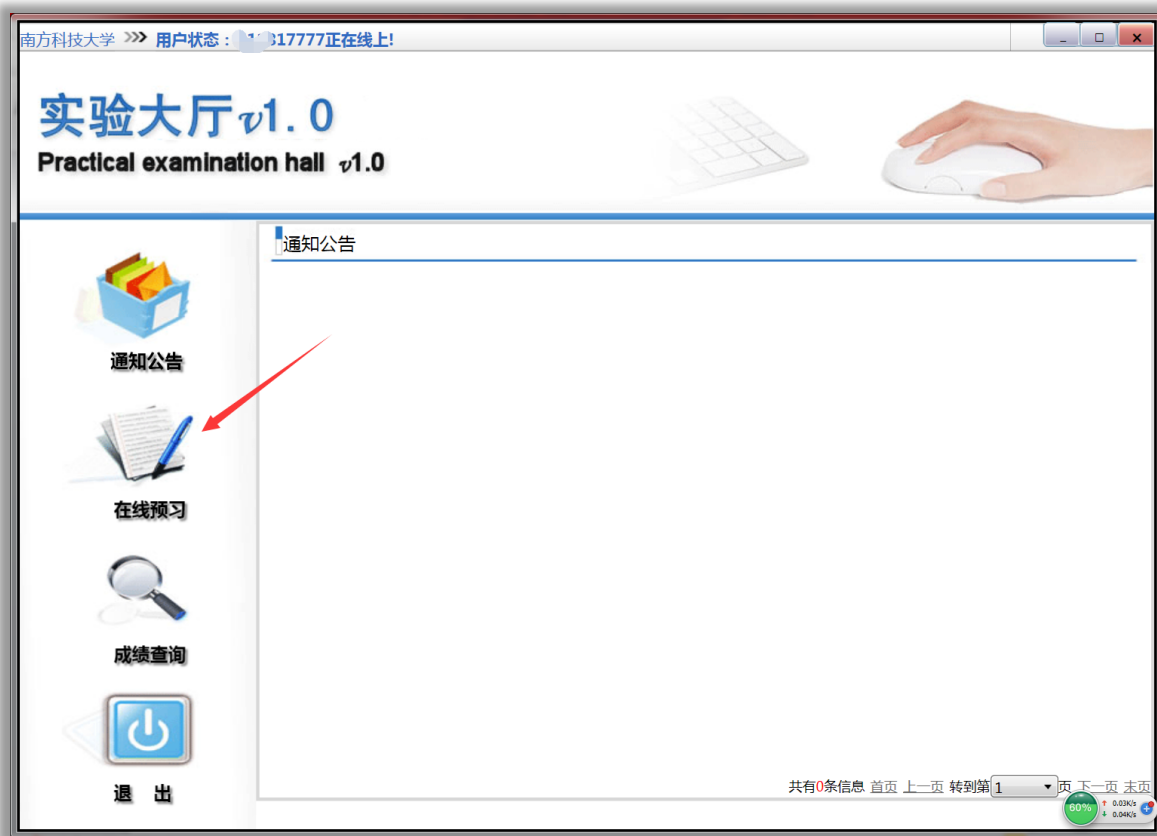 南方科技大学 >>> 用户状态：317777正在线上!
实验大厅v1.0
Practical examination hall v1.0
通知公告
通知公告
在线预习
成绩查询
退 出
共有0条信息 首页 上一页 转到第 1 页 下一页 末页
60%
0.03K/s
0.04K/s